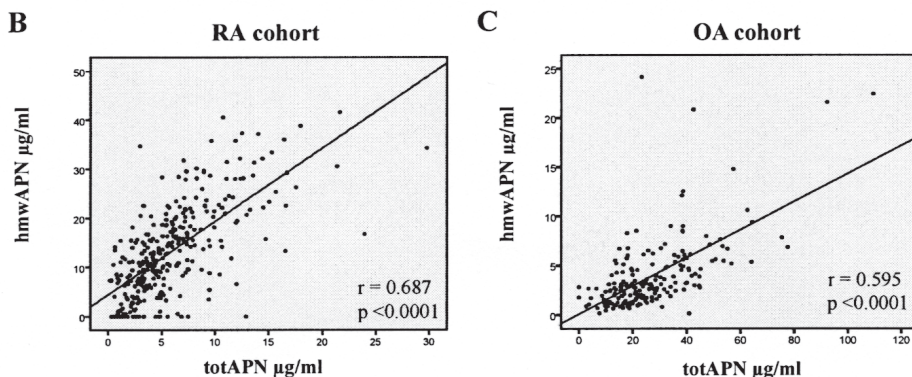 B
RA cohort
hmwAPN µg/ml
50
40
30
20
10
0
r = 0.687
p <0.0001
0
5
10
15
20
25
30
totAPN µg/ml
C
OA cohort
hmwAPN µg/ml
25
20
15
10
5
0
r = 0.595
p <0.0001
0
20
40
60
80
100
120
totAPN µg/ml